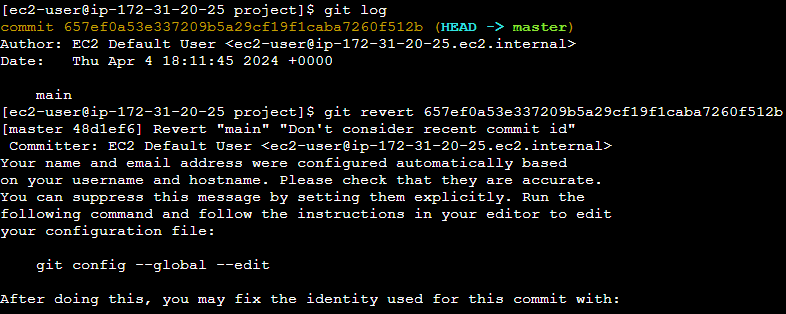 [ec2-user@ip-172-31-20-25 project]$ git log
commit 657ef0a53e337209b5a29cf19f1caba7260f512b (HEAD -> master)
Author: EC2 Default User <ec2-user@ip-172-31-20-25.ec2.internal>
Date:   Thu Apr 4 18:11:45 2024 +0000

    main
[ec2-user@ip-172-31-20-25 project]$ git revert 657ef0a53e337209b5a29cf19f1caba7260f512b
[master 48d1ef6] Revert "main" "Don't consider recent commit id"
 Committer: EC2 Default User <ec2-user@ip-172-31-20-25.ec2.internal>
Your name and email address were configured automatically based
on your username and hostname. Please check that they are accurate.
You can suppress this message by setting them explicitly. Run the
following command and follow the instructions in your editor to edit
your configuration file:

    git config --global --edit

After doing this, you may fix the identity used for this commit with: